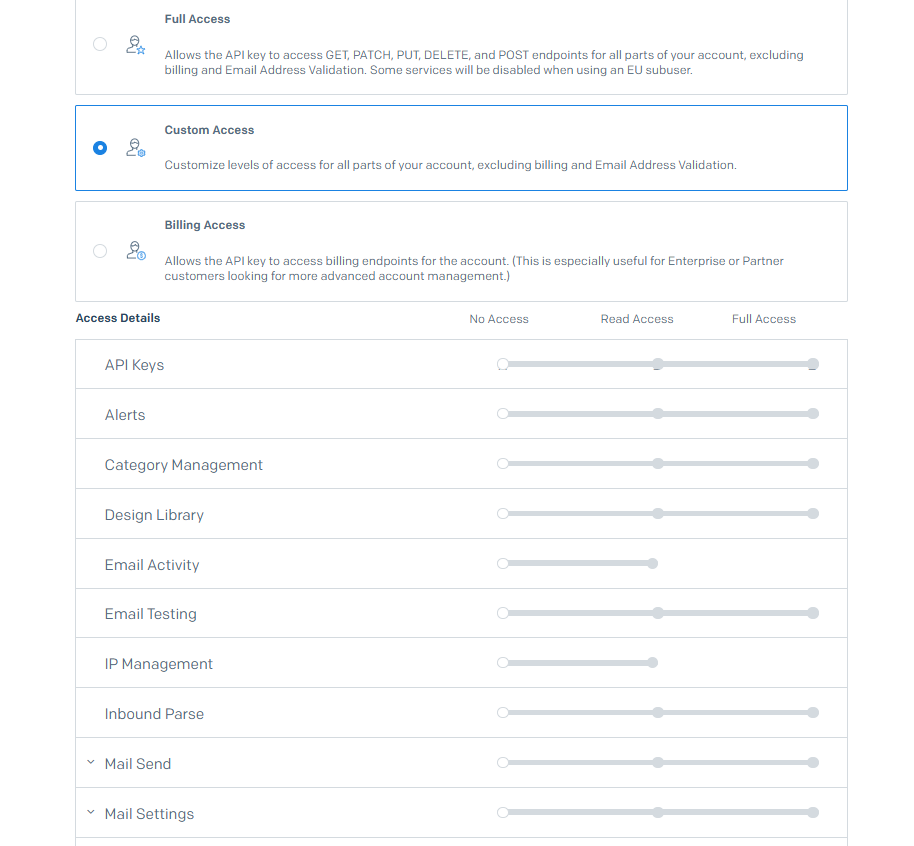 Full Access
Allows the API key to access GET, PATCH, PUT, DELETE, and POST endpoints for all parts of your account, excluding
billing and Email Address Validation. Some services will be disabled when using an EU subuser.
Custom Access
Customize levels of access for all parts of your account, excluding billing and Email Address Validation.
Billing Access
Allows the API key to access billing endpoints for the account. (This is especially useful for Enterprise or Partner
customers looking for more advanced account management.)
Access Details No Access Read Access Full Access
API Keys
Alerts
Category Management
Design Library
Email Activity
Email Testing
IP Management
Inbound Parse
Mail Send
Mail Settings